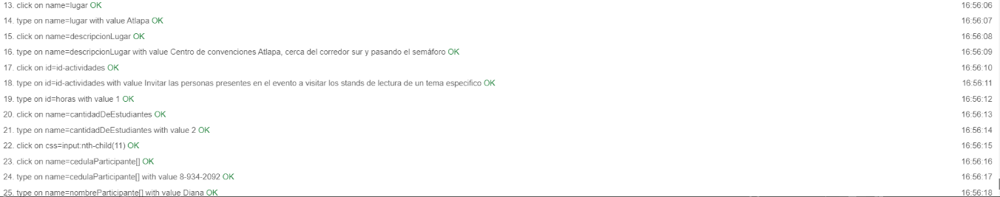 13. click on name=lugar OK 16:56:06
14. type on name=lugar with value Atlapa OK 16:56:07
15. click on name=descripcionLugar OK 16:56:08
16. type on name=descripcionLugar with value Centro de convenciones Atlapa, cerca del corredor sur y pasando el semáforo OK 16:56:09
17. click on id=id-actividades OK 16:56:10
18. type on id=id-actividades with value Invitar las personas presentes en el evento a visitar los stands de lectura de un tema especifico OK 16:56:11
19. type on id=horas with value 1 OK 16:56:12
20. click on name=cantidadDeEstudiantes OK 16:56:13
21. type on name=cantidadDeEstudiantes with value 2 OK 16:56:14
22. click on css=input:nth-child(11) OK 16:56:15
23. click on name=cedulaParticipante[] OK 16:56:16
24. type on name=cedulaParticipante[] with value 8-934-2092 OK 16:56:17
25. type on name=nombreParticipante[] with value Diana OK 16:56:18